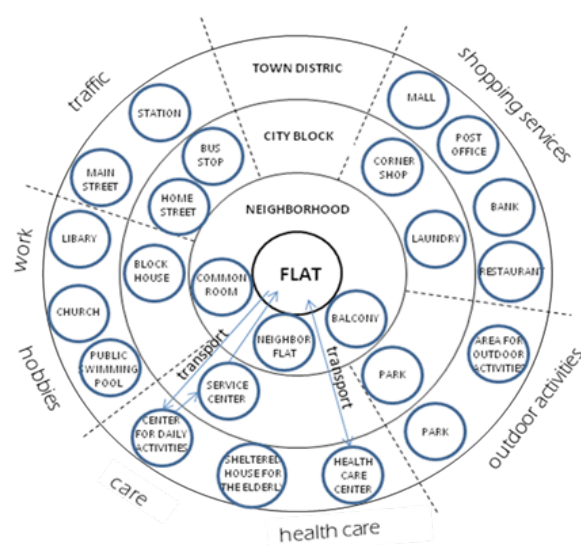 traffic
shopping services
TOWN DISTRIC
MALL
STATION
POST
OFFICE
CITY BLOCK
BUS
STOP
CORNER
SHOP
MAIN
STREET
HOME
STREET
BANK
NEIGHBORHOOD
work
LIBARY
LAUNDRY
BLOCK
HOUSE
COMMON
ROOM
FLAT
RESTAURANT
CHURCH
BALCONY
hobbies
PUBLIC
SWIMMING
POOL
transport
NEIGHBOR
FLAT
transport
AREA FOR
OUTDOOR
ACTIVITIES
PARK
SERVICE
CENTER
outdoor activities
CENTER
FOR DAILY
ACTIVITIES
PARK
SHELTERED
HOUSE FOR
THE ELDERLY
HEALTH
CARE
CENTER
care
health care